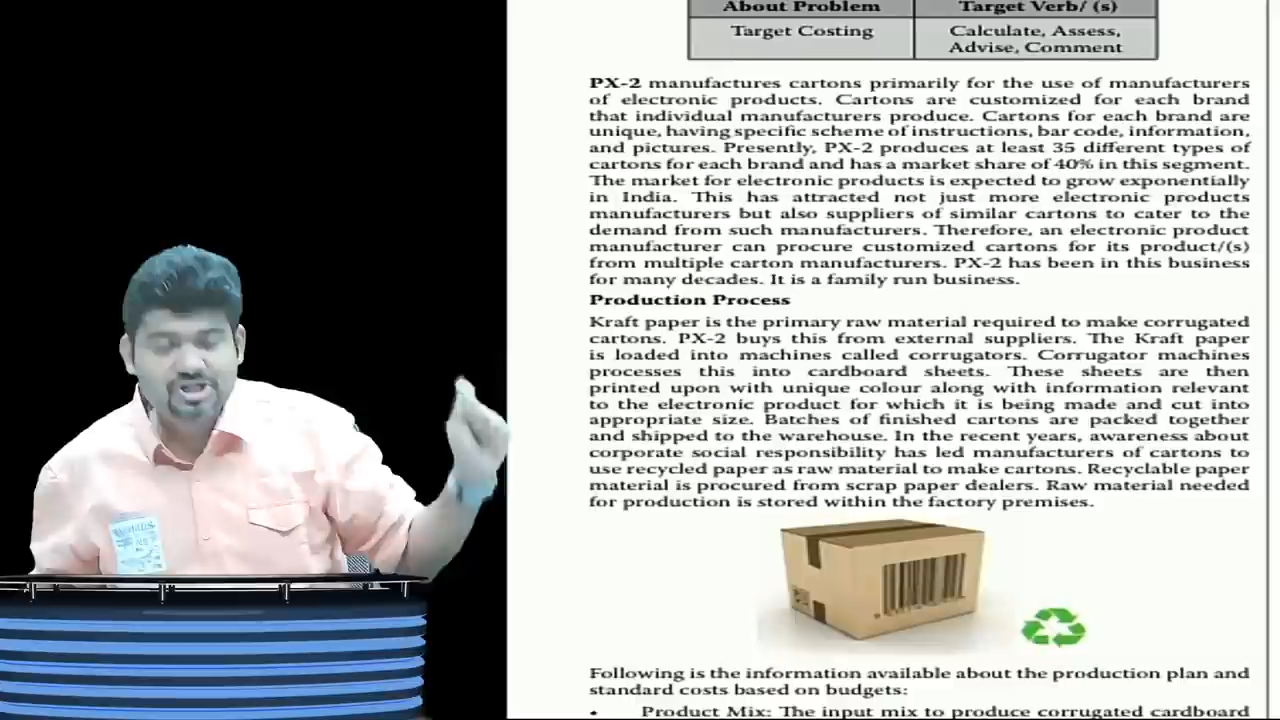 About Problem Target Verb/ (s)
Target Costing Calculate, Assess,
Advise, Comment
PX-2 manufactures cartons primarily for the use of manufacturers
of electronic products. Cartons are customized for each brand
that individual manufacturers produce. Cartons for each brand are
unique, having specific scheme of instructions, bar code, information,
and pictures. Presently, PX-2 produces at least 35 different types of
cartons for each brand and has a market share of 40% in this segment.
The market for electronic products is expected to grow exponentially
in India. This has attracted not just more electronic products
manufacturers but also suppliers of similar cartons to cater to the
demand from such manufacturers. Therefore, an electronic product
manufacturer can procure customized cartons for its product/(s)
from multiple carton manufacturers. PX-2 has been in this business
for many decades. It is a family run business.
Production Process
Kraft paper is the primary raw material required to make corrugated
cartons. PX-2 buys this from external suppliers. The Kraft paper
is loaded into machines called corrugators. Corrugator machines
processes this into cardboard sheets. These sheets are then
printed upon with unique colour along with information relevant
to the electronic product for which it is being made and cut into
appropriate size. Batches of finished cartons are packed together
and shipped to the warehouse. In the recent years, awareness about
corporate social responsibility has led manufacturers of cartons to
use recycled paper as raw material to make cartons. Recyclable paper
material is procured from scrap paper dealers. Raw material needed
for production is stored within the factory premises.
Following is the information available about the production plan and
standard costs based on budgets:
• Product Mix: The input mix to produce corrugated cardboard